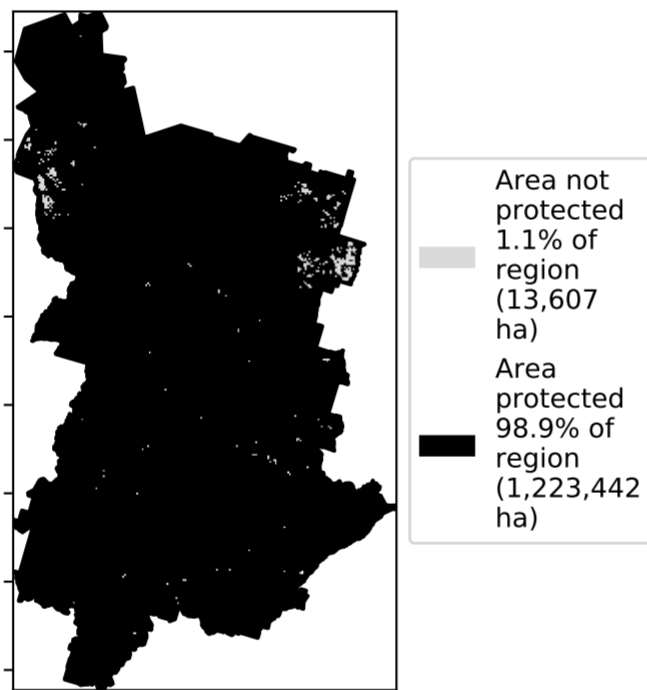 Area not
protected
1.1% of
region
(13,607
ha)
Area
protected
98.9% of
region
(1,223,442
ha)